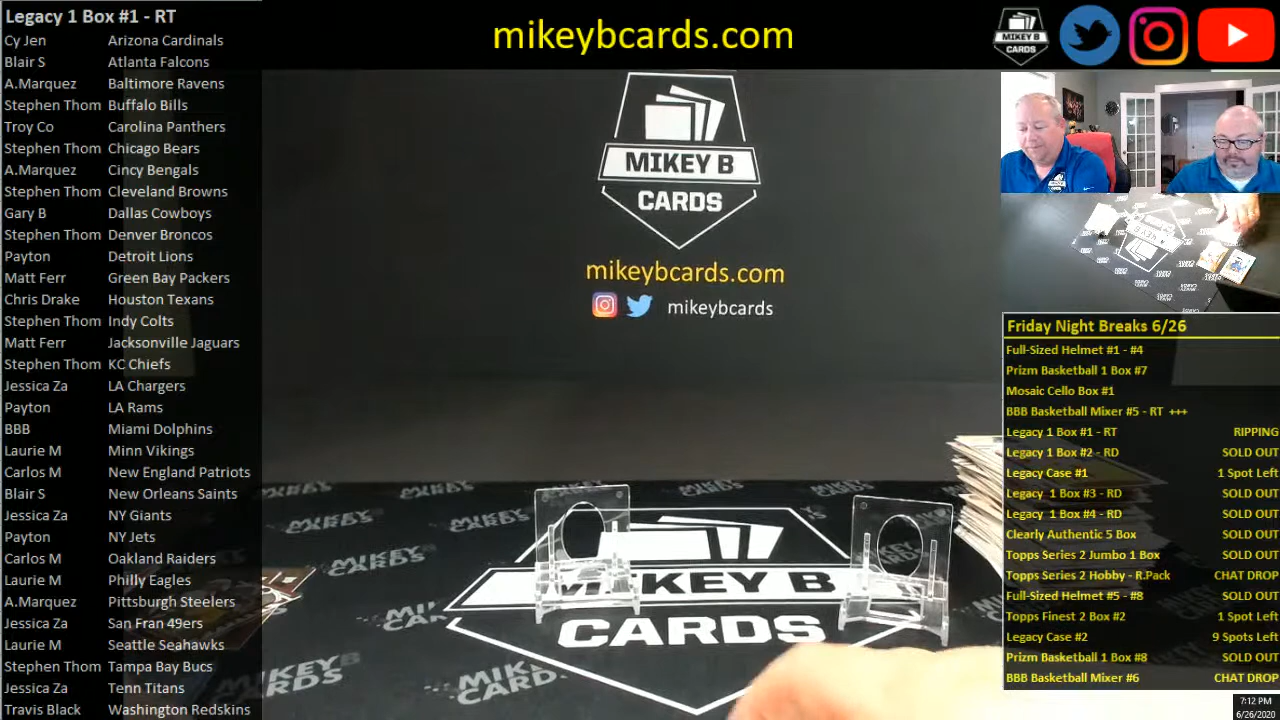 Legacy 1 Box #1 - RT
Cy Jen Arizona Cardinals
Blair S Atlanta Falcons
A.Marquez Baltimore Ravens
Stephen Thom Buffalo Bills
Troy Co Carolina Panthers
Stephen Thom Chicago Bears
A.Marquez Cincy Bengals
Stephen Thom Cleveland Browns
Gary B Dallas Cowboys
Stephen Thom Denver Broncos
Payton Detroit Lions
Matt Ferr Green Bay Packers
Chris Drake Houston Texans
Stephen Thom Indy Colts
Matt Ferr Jacksonville Jaguars
Stephen Thom KC Chiefs
Jessica Za LA Chargers
Payton LA Rams
BBB Miami Dolphins
Laurie M Minn Vikings
Carlos M New England Patriots
Blair S New Orleans Saints
Jessica Za NY Giants
Payton NY Jets
Carlos M Oakland Raiders
Laurie M Philly Eagles
A.Marquez Pittsburgh Steelers
Jessica Za San Fran 49ers
Laurie M Seattle Seahawks
Stephen Thom Tampa Bay Bucs
Jessica Za Tenn Titans
Travis Black Washington Redskins
mikeybcards.com
MIKEY B
CARDS
MIKEY B
CARDS
mikeybcards.com
mikeybcards
MIKEY B
CARDS
Friday Night Breaks 6/26
Full-Sized Helmet #1 - #4
Prizm Basketball 1 Box #7
Mosaic Cello Box #1
BBB Basketball Mixer #5 - RT +++
Legacy 1 Box #1 - RT RIPPING
Legacy 1 Box #2 - RD SOLD OUT
Legacy Case #1 1 Spot Left
Legacy 1 Box #3 - RD SOLD OUT
Legacy 1 Box #4 - RD SOLD OUT
Clearly Authentic 5 Box SOLD OUT
Topps Series 2 Jumbo 1 Box SOLD OUT
Topps Series 2 Hobby - R.Pack CHAT DROP
Full-Sized Helmet #5 - #8 SOLD OUT
Topps Finest 2 Box #2 1 Spot Left
Legacy Case #2 9 Spots Left
Prizm Basketball 1 Box #8 SOLD OUT
BBB Basketball Mixer #6 CHAT DROP
7:12 PM
6/26/2020